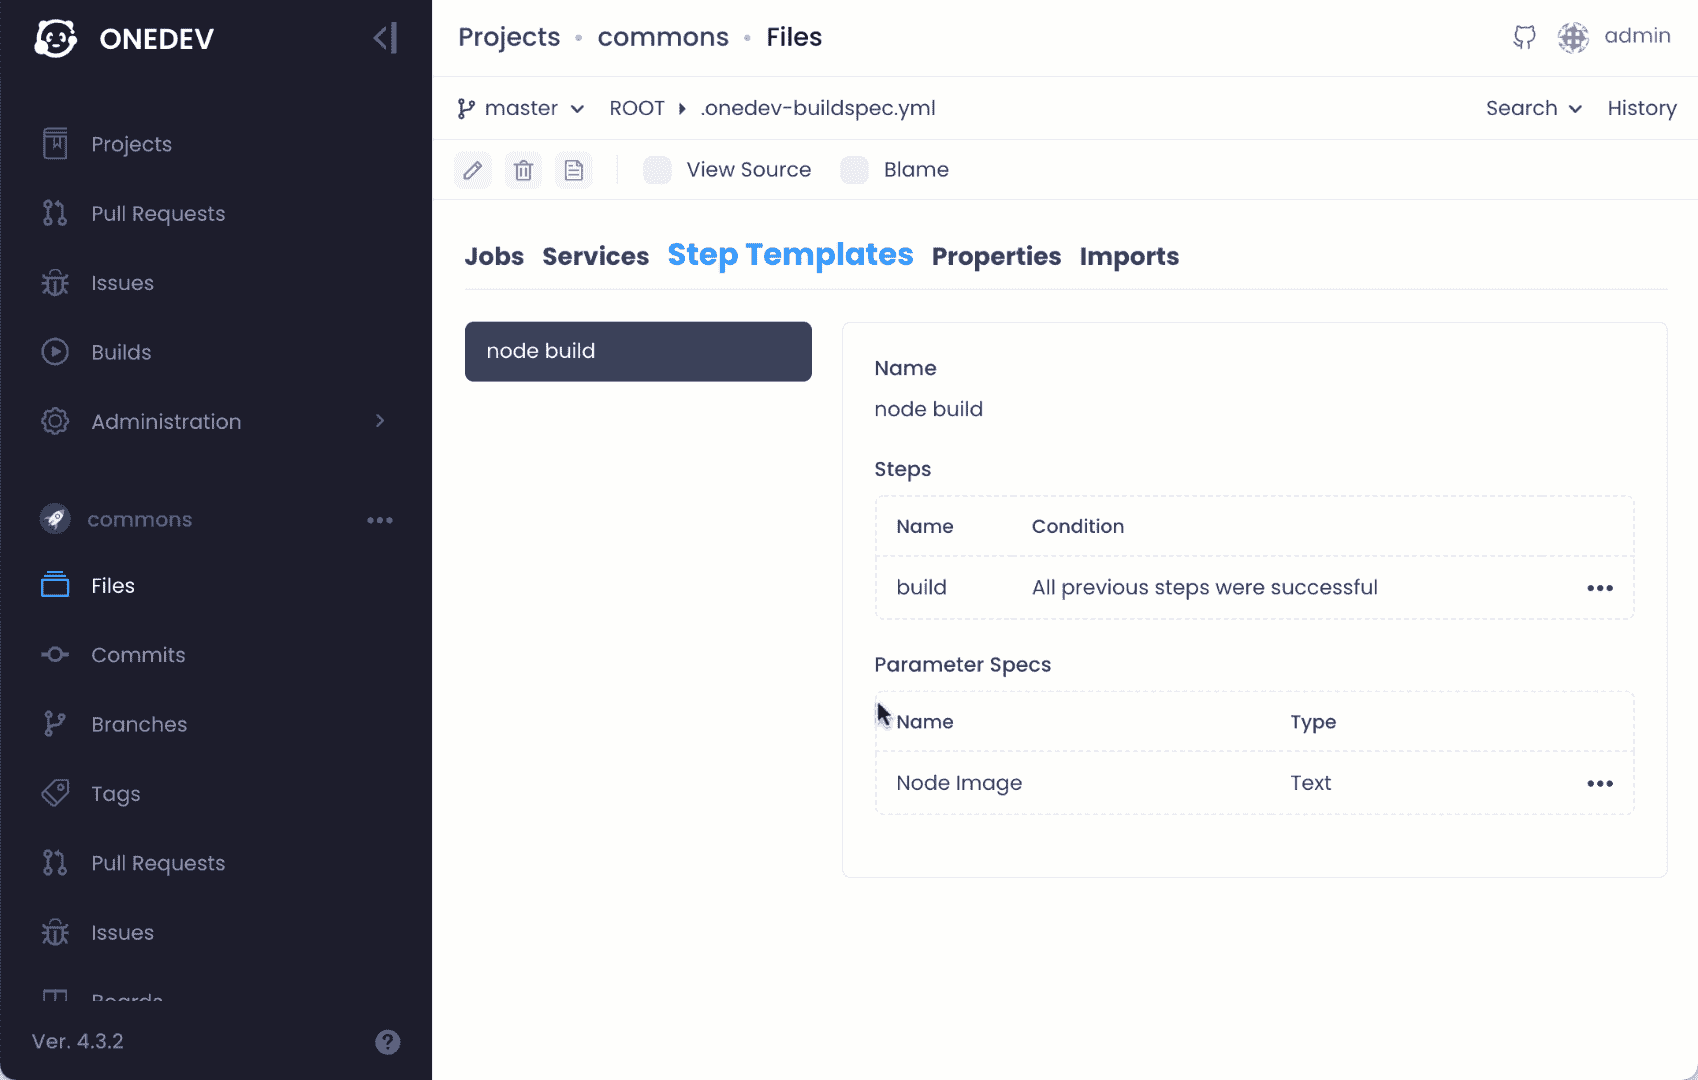 ONEDEV
Projects
Pull Requests
Issues
Builds
Administration
commons
Files
Commits
Branches
Tags
Pull Requests
Issues
Boards
Ver. 4.3.2
?
Projects • commons • Files
admin
master ROOT .onedev-buildspec.yml
Search History
View Source Blame
Jobs Services Step Templates Properties Imports
node build
Name
node build
Steps
Name Condition
build All previous steps were successful
Parameter Specs
Name Type
Node Image Text